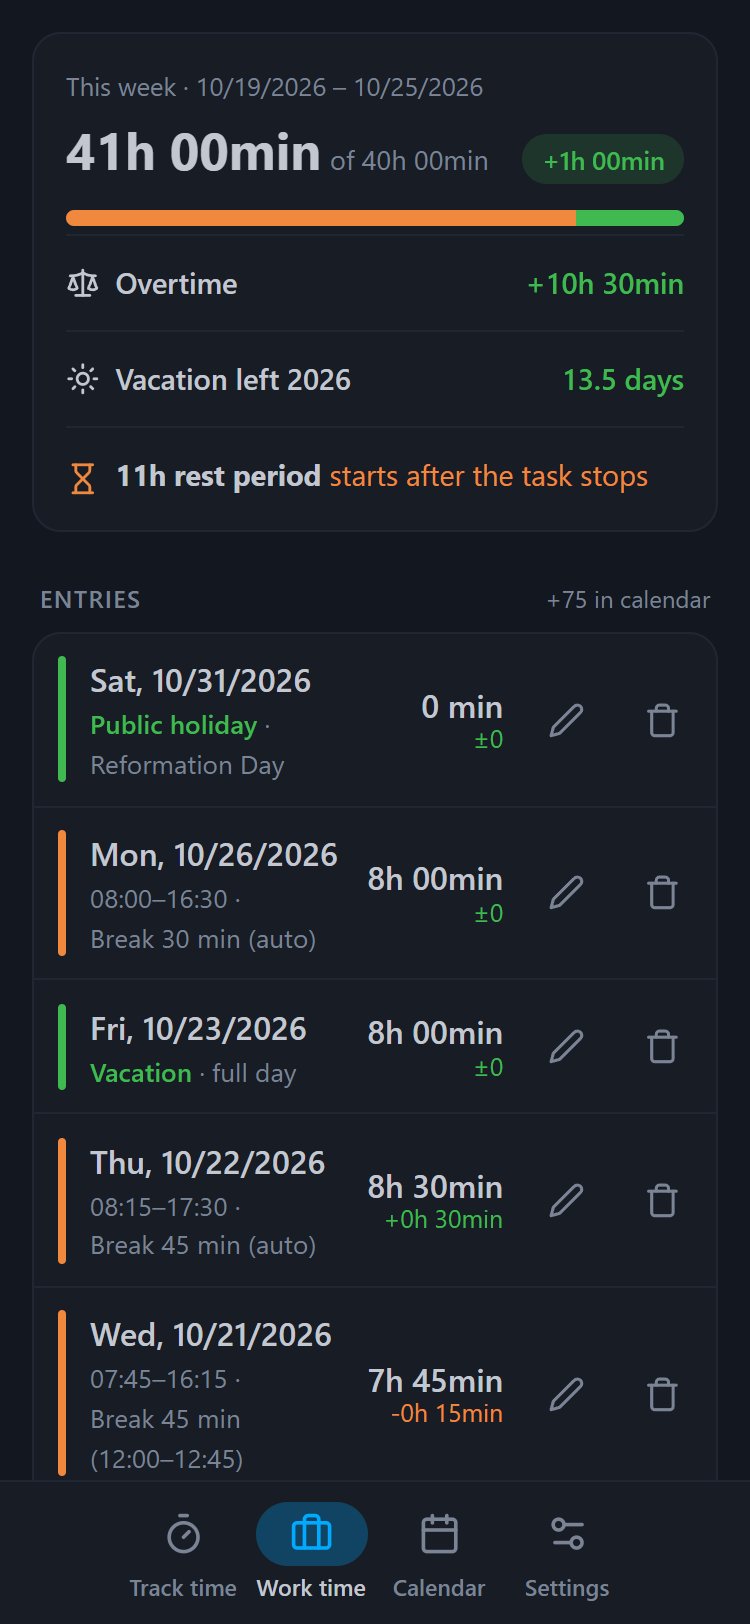 This week · 10/19/2026 – 10/25/2026
41h 00min of 40h 00min +1h 00min
Overtime +10h 30min
Vacation left 2026 13.5 days
11h rest period starts after the task stops
ENTRIES +75 in calendar
Sat, 10/31/2026
Public holiday ·
Reformation Day
0 min
±0
Mon, 10/26/2026
08:00–16:30 ·
Break 30 min (auto)
8h 00min
±0
Fri, 10/23/2026
Vacation · full day
8h 00min
±0
Thu, 10/22/2026
08:15–17:30 ·
Break 45 min (auto)
8h 30min
+0h 30min
Wed, 10/21/2026
07:45–16:15 ·
Break 45 min
(12:00–12:45)
7h 45min
-0h 15min
Track time Work time Calendar Settings